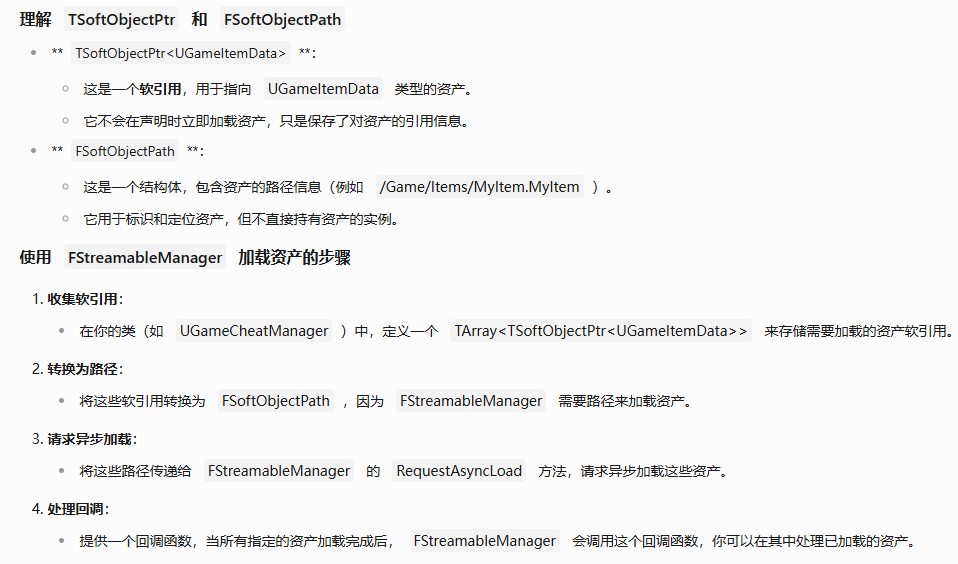 理解 TSoftObjectPtr 和 FSoftObjectPath
** TSoftObjectPtr<UGameItemData> **：
这是一个软引用，用于指向 UGameItemData 类型的资产。
它不会在声明时立即加载资产，只是保存了对资产的引用信息。
** FSoftObjectPath **：
这是一个结构体，包含资产的路径信息（例如 /Game/Items/MyItem.MyItem ）。
它用于标识和定位资产，但不直接持有资产的实例。
使用 FStreamableManager 加载资产的步骤
1. 收集软引用：
在你的类（如 UGameCheatManager ）中，定义一个 TArray<TSoftObjectPtr<UGameItemData>> 来存储需要加载的资产软引用。
2. 转换为路径：
将这些软引用转换为 FSoftObjectPath ，因为 FStreamableManager 需要路径来加载资产。
3. 请求异步加载：
将这些路径传递给 FStreamableManager 的 RequestAsyncLoad 方法，请求异步加载这些资产。
4. 处理回调：
提供一个回调函数，当所有指定的资产加载完成后， FStreamableManager 会调用这个回调函数，你可以在其中处理已加载的资产。